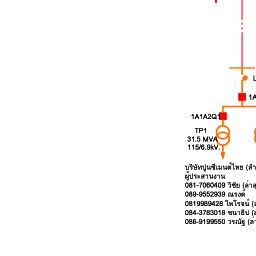 1A
1A1A2Q1
TP1
31.5 MVA
115/6.9kV.
บริษัทปูนซีเมนต์ไทย (ลำ
ผู้ประสานงาน
081-7060409 วิชัย (ลำสุ
089-9552939 ณรงค์
0819989428 ไพโรจน์ (ส
084-3783018 ชนาธิป (ส
086-9199550 วรณัฐ (ลา